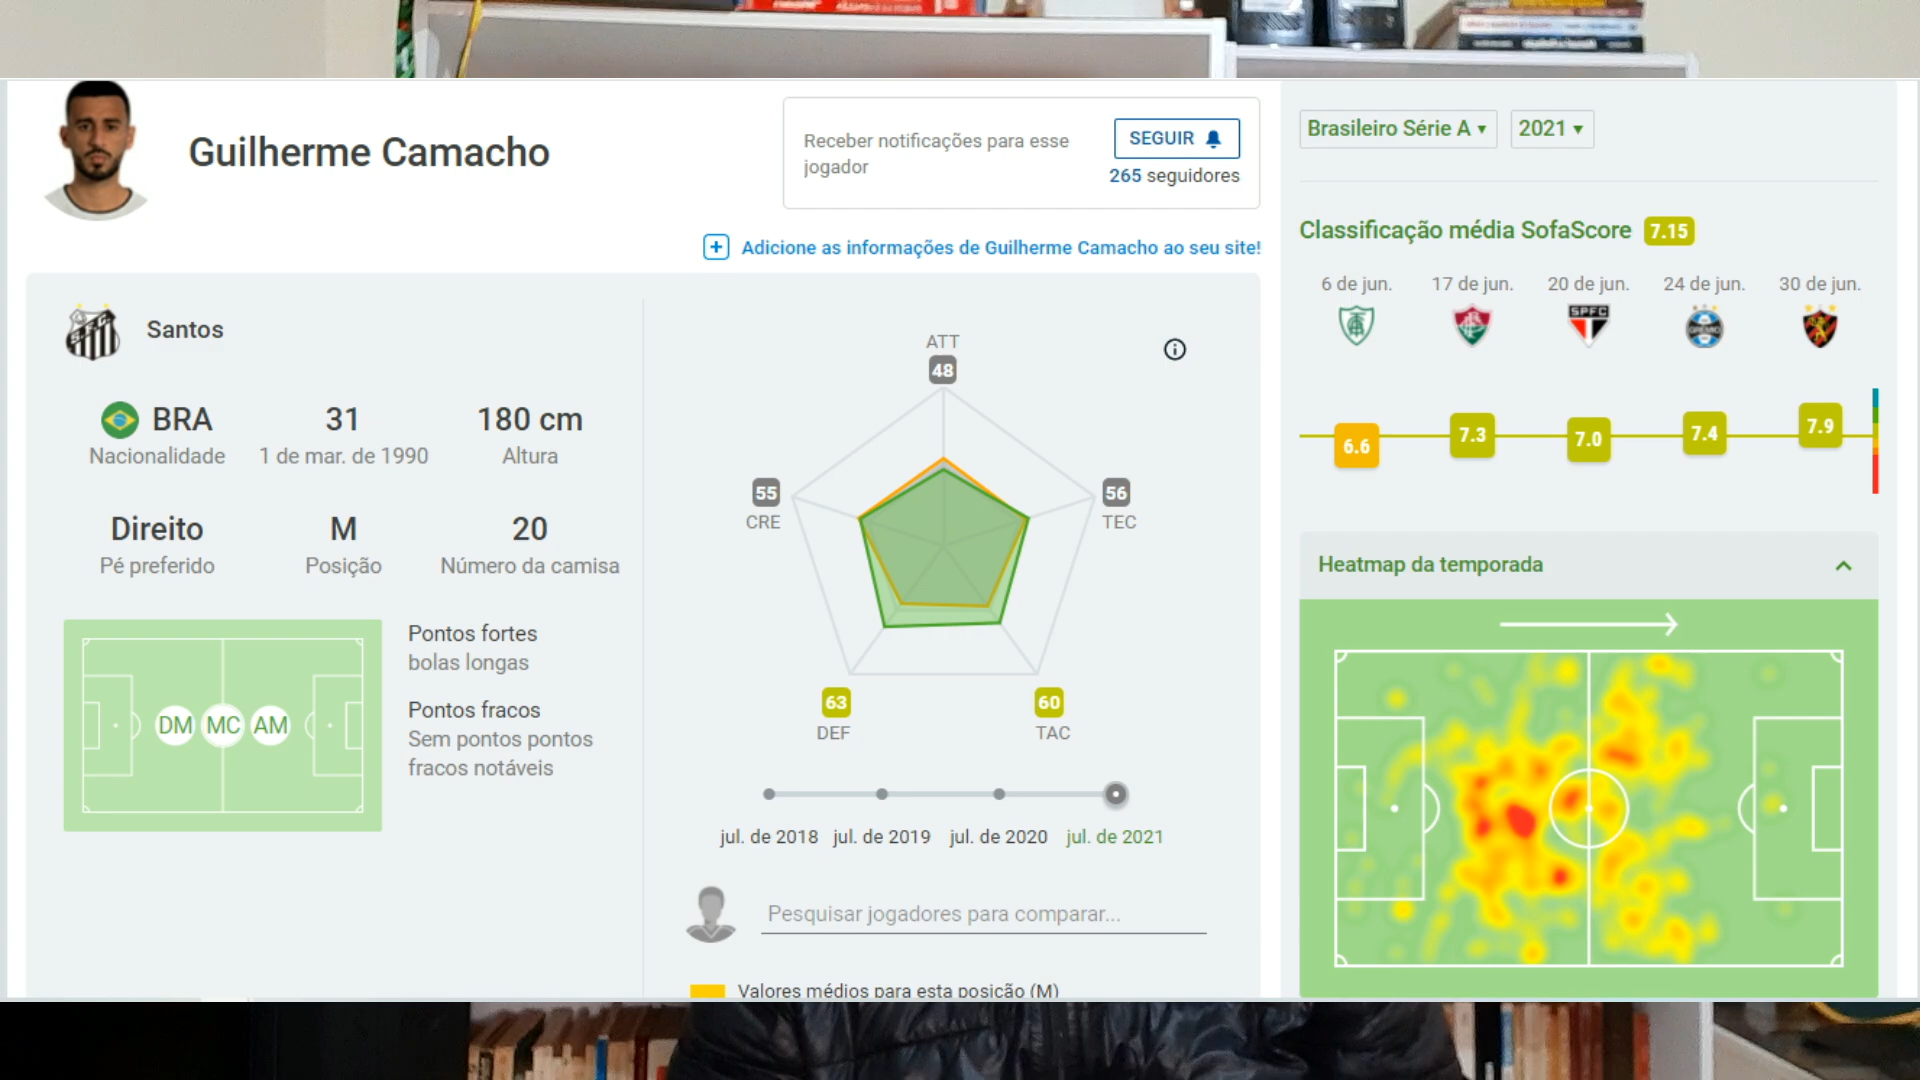 Guilherme Camacho
Receber notificações para esse
jogador
SEGUIR
265 seguidores
Adicione as informações de Guilherme Camacho ao seu site!
Santos
BRA
Nacionalidade
31
1 de mar. de 1990
180 cm
Altura
Direito
Pé preferido
M
Posição
20
Número da camisa
DM MC AM
Pontos fortes
bolas longas
Pontos fracos
Sem pontos pontos
fracos notáveis
ATT
48
55
CRE
56
TEC
63
DEF
60
TAC
jul. de 2018 jul. de 2019 jul. de 2020 jul. de 2021
Pesquisar jogadores para comparar...
Valores médios para esta posição (M)
Brasileiro Série A ▾ 2021 ▾
Classificação média SofaScore 7.15
6 de jun. 17 de jun. 20 de jun. 24 de jun. 30 de jun.
SPFC
6.6 7.3 7.0 7.4 7.9
Heatmap da temporada